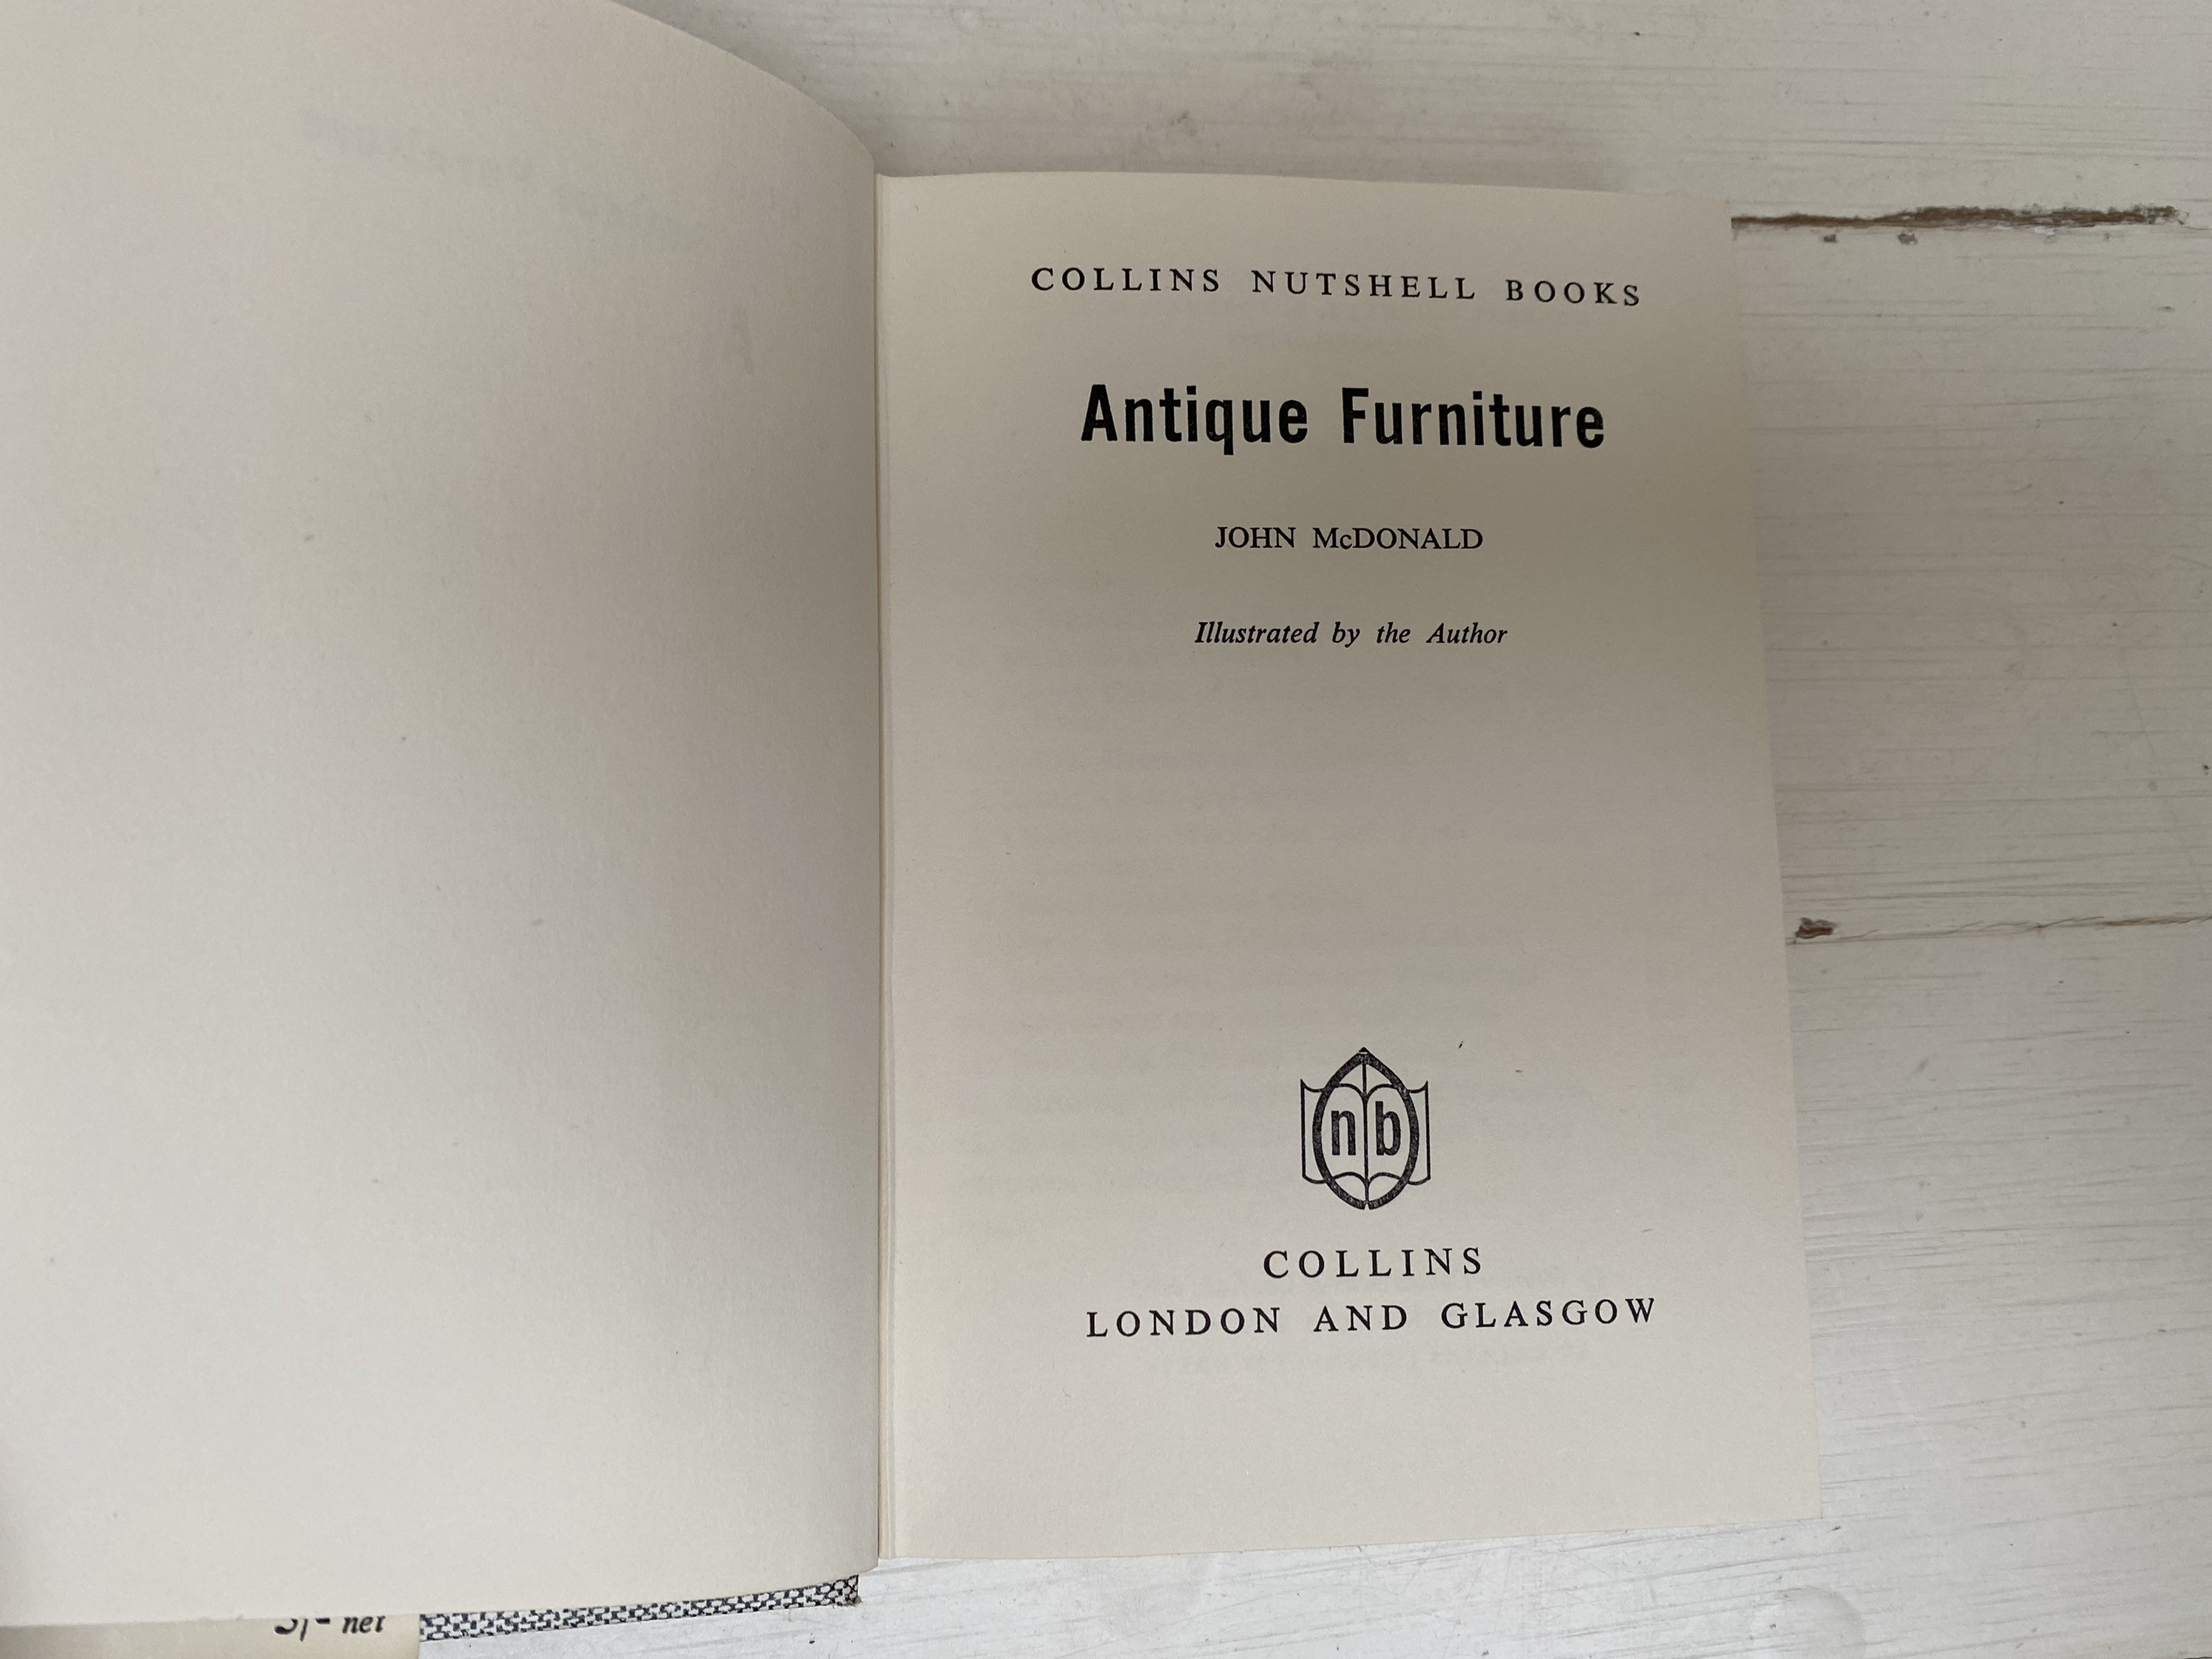 COLLINS NUTSHELL BOOKS
Antique Furniture
JOHN McDONALD
Illustrated by the Author
nb
COLLINS
LONDON AND GLASGOW
net